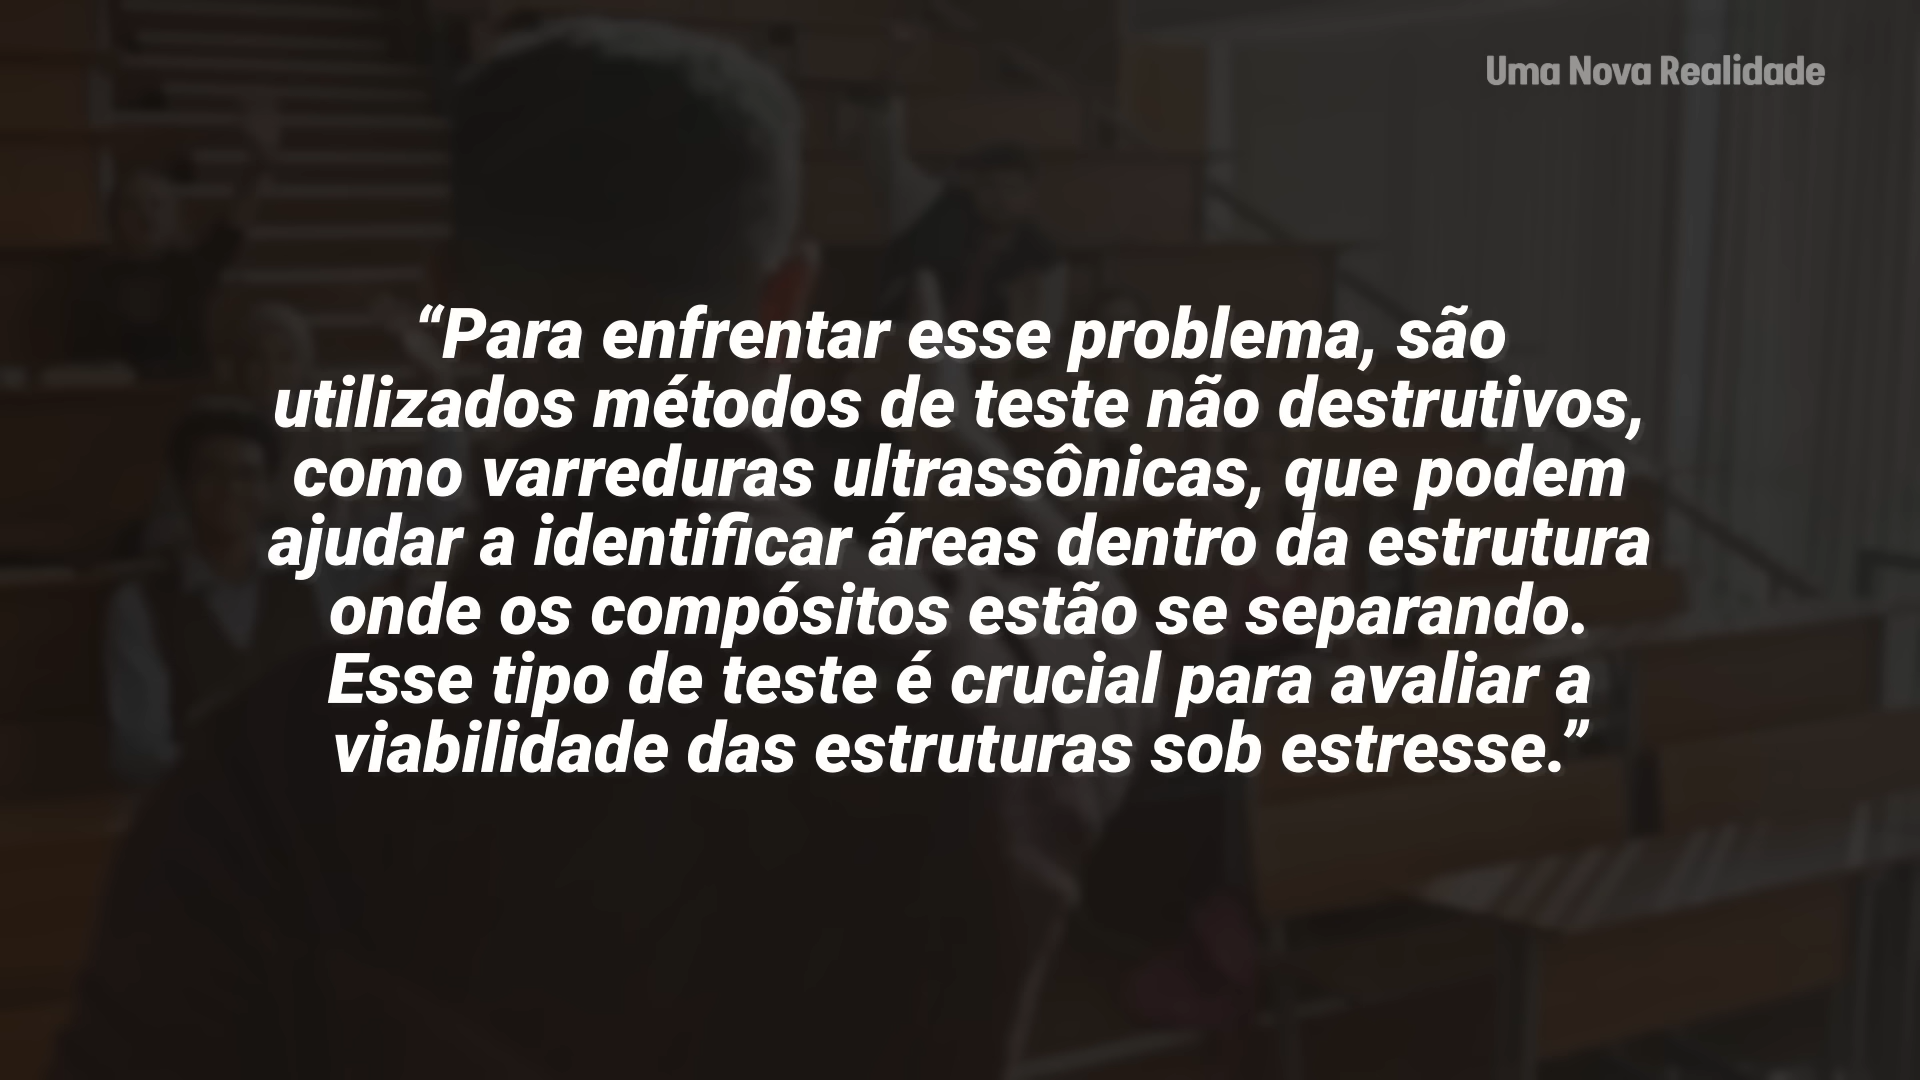 Uma Nova Realidade
“Para enfrentar esse problema, são
utilizados métodos de teste não destrutivos,
como varreduras ultrassônicas, que podem
ajudar a identificar áreas dentro da estrutura
onde os compósitos estão se separando.
Esse tipo de teste é crucial para avaliar a
viabilidade das estruturas sob estresse.”